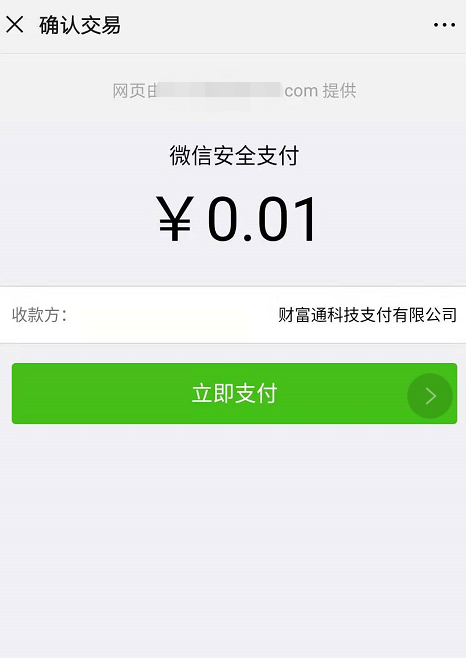 确认交易
网页由 com 提供
微信安全支付
￥0.01
收款方： 财富通科技支付有限公司
立即支付